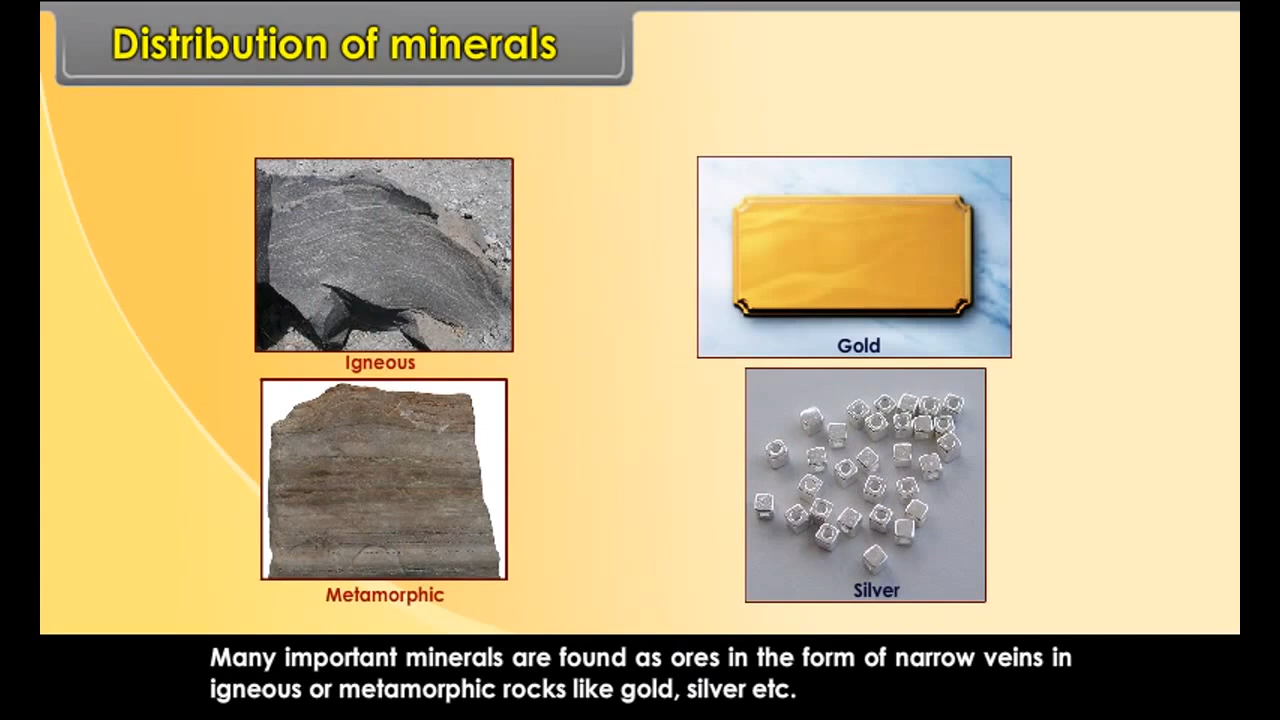 Distribution of minerals
Igneous
Gold
Metamorphic
Silver
Many important minerals are found as ores in the form of narrow veins in
igneous or metamorphic rocks like gold, silver etc.